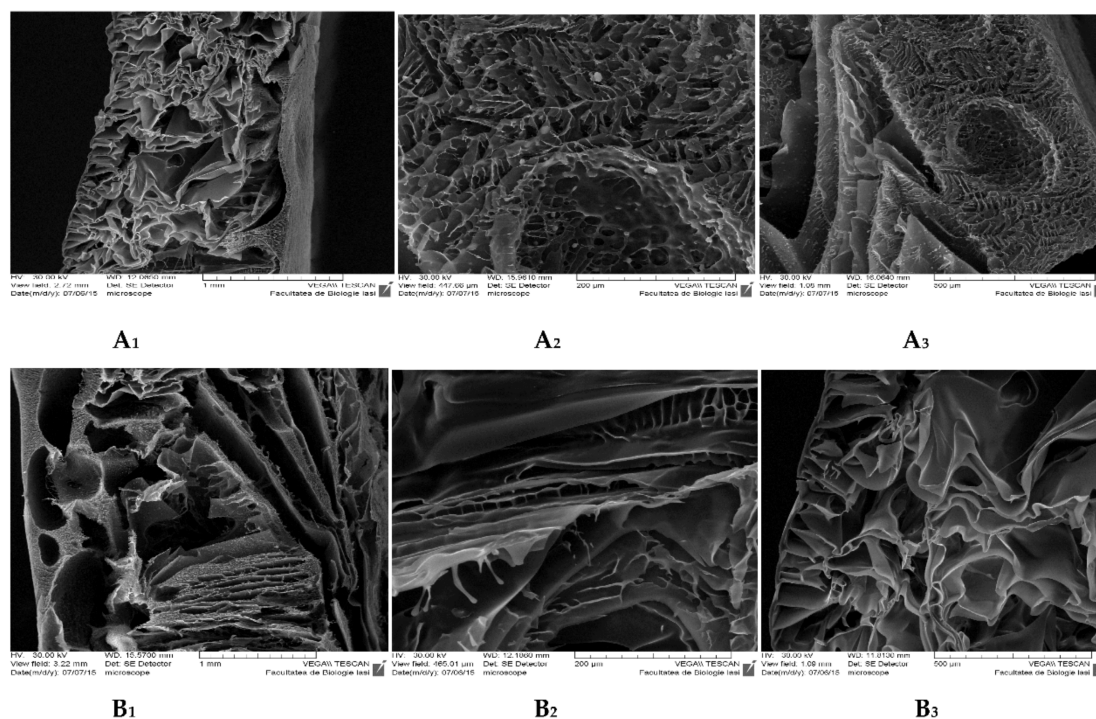 HV: 30.00 kV WD: 12.0850 mm
View field: 2.72 mm Det: SE Detector 1 mm VEGA\\ TESCAN
Date(m/d/y): 07/06/15 microscope Facultatea de Biologie Iasi
HV: 30.00 kV WD: 15.9610 mm
View field: 447.66 µm Det: SE Detector 200 µm VEGA\\ TESCAN
Date(m/d/y): 07/07/15 microscope Facultatea de Biologie Iasi
HV: 30.00 kV WD: 16.0640 mm
View field: 1.06 mm Det: SE Detector 500 µm VEGA\\ TESCAN
Date(m/d/y): 07/07/15 microscope Facultatea de Biologie Iasi
A1 A2 A3
HV: 30.00 kV WD: 15.5700 mm
View field: 3.22 mm Det: SE Detector 1 mm VEGA\\ TESCAN
Date(m/d/y): 07/07/15 microscope Facultatea de Biologie Iasi
HV: 30.00 kV WD: 12.1860 mm
View field: 465.01 µm Det: SE Detector 200 µm VEGA\\ TESCAN
Date(m/d/y): 07/06/15 microscope Facultatea de Biologie Iasi
HV: 30.00 kV WD: 11.8130 mm
View field: 1.09 mm Det: SE Detector 500 µm VEGA\\ TESCAN
Date(m/d/y): 07/06/15 microscope Facultatea de Biologie Iasi
B1 B2 B3